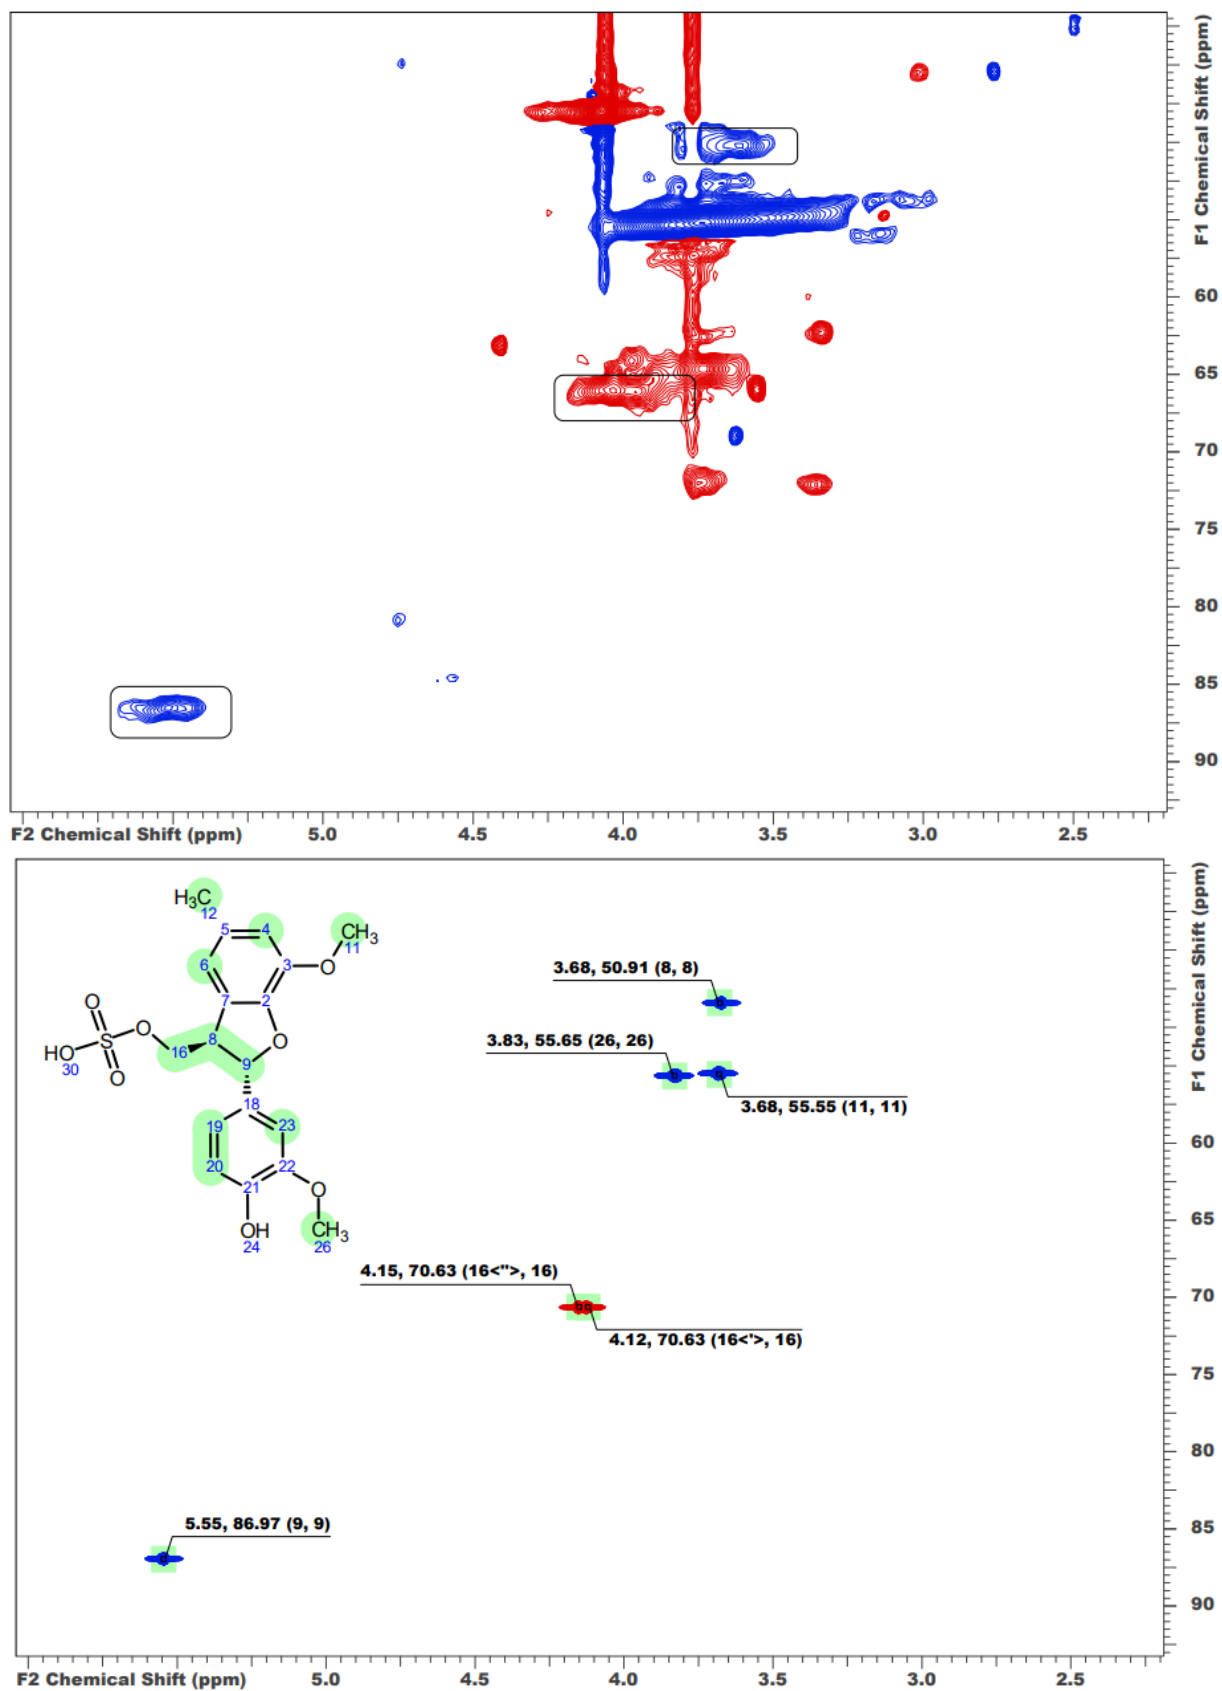 F1 Chemical Shift (ppm)
60
65
70
75
80
85
90
F2 Chemical Shift (ppm)
5.0
4.5
4.0
3.5
3.0
2.5
F1 Chemical Shift (ppm)
H₃C
12
5
4
CH₃
11
6
3
O
7
2
O
O
S
HO
30
O
16
8
O
9
18
19
23
20
22
21
O
OH
24
CH₃
26
3.68, 50.91 (8, 8)
3.83, 55.65 (26, 26)
3.68, 55.55 (11, 11)
4.15, 70.63 (16<">, 16)
4.12, 70.63 (16<'>, 16)
5.55, 86.97 (9, 9)
60
65
70
75
80
85
90
F2 Chemical Shift (ppm)
5.0
4.5
4.0
3.5
3.0
2.5